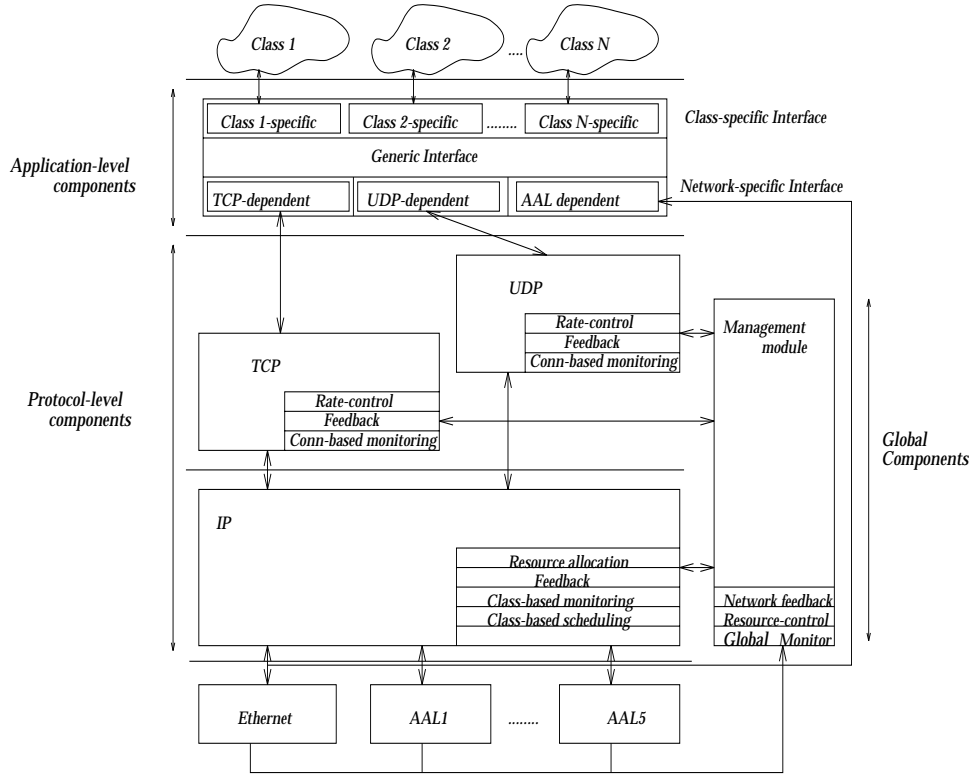 Class 1
Class 2
....
Class N
Class 1-specific
Class 2-specific
........
Class N-specific
Class-specific Interface
Generic Interface
Application-level
components
TCP-dependent
UDP-dependent
AAL dependent
Network-specific Interface
UDP
Rate-control
Feedback
Conn-based monitoring
Management
module
TCP
Rate-control
Feedback
Conn-based monitoring
Protocol-level
components
Global
Components
IP
Resource allocation
Feedback
Class-based monitoring
Class-based scheduling
Network feedback
Resource-control
Global Monitor
Ethernet
AAL1
........
AAL5